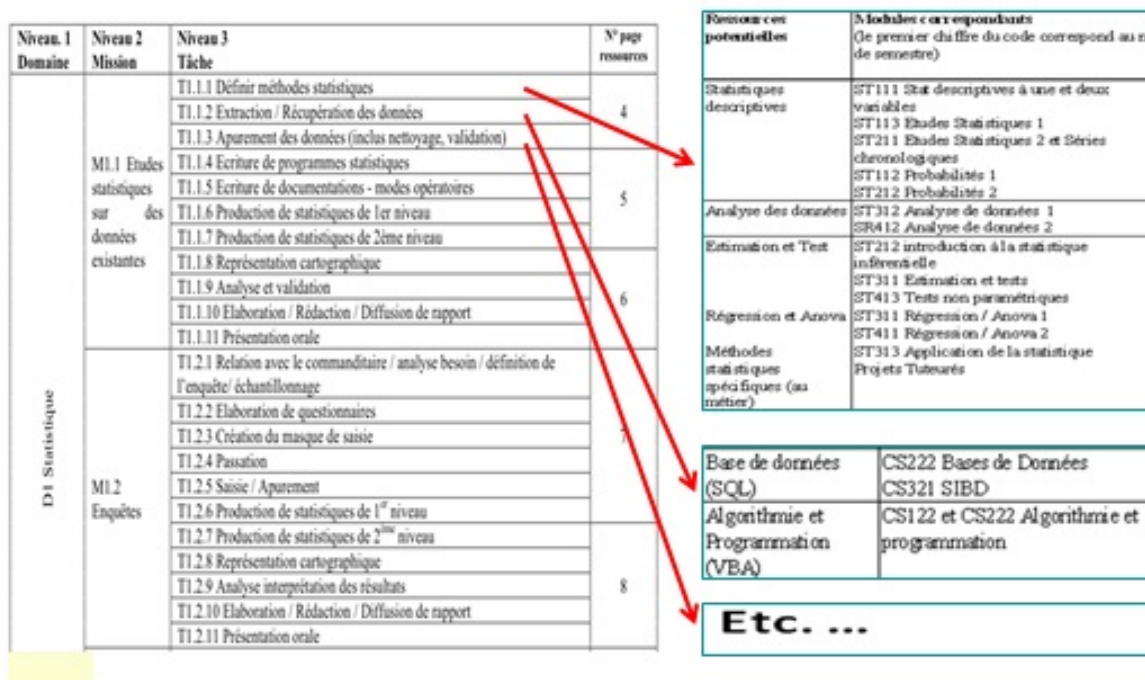 Niveau. 1
Domaine
Niveau 2
Mission
Niveau 3
Tâche
N° page
ressources
D1 Statistique
M1.1 Etudes
statistiques
sur des
données
existantes
T1.1.1 Définir méthodes statistiques
T1.1.2 Extraction / Récupération des données
T1.1.3 Apurement des données (inclus nettoyage, validation)
4
T1.1.4 Ecriture de programmes statistiques
T1.1.5 Ecriture de documentations - modes opératoires
T1.1.6 Production de statistiques de 1er niveau
T1.1.7 Production de statistiques de 2ème niveau
5
T1.1.8 Représentation cartographique
T1.1.9 Analyse et validation
T1.1.10 Elaboration / Rédaction / Diffusion de rapport
T1.1.11 Présentation orale
6
M1.2
Enquêtes
T1.2.1 Relation avec le commanditaire / analyse besoin / définition de
l'enquête/ échantillonnage
T1.2.2 Elaboration de questionnaires
T1.2.3 Création du masque de saisie
T1.2.4 Passation
T1.2.5 Saisie / Apurement
T1.2.6 Production de statistiques de 1er niveau
7
T1.2.7 Production de statistiques de 2ème niveau
T1.2.8 Représentation cartographique
T1.2.9 Analyse interprétation des résultats
T1.2.10 Elaboration / Rédaction / Diffusion de rapport
T1.2.11 Présentation orale
8
Ressources
potentielles
Modules correspondants
(le premier chiffre du code correspond au n
de semestre)
Statistiques
descriptives
ST111 Stat descriptives à une et deux
variables
ST113 Etudes Statistiques 1
ST211 Etudes Statistiques 2 et Séries
chronologiques
ST112 Probabilités 1
ST212 Probabilités 2
Analyse des données
ST312 Analyse de données 1
SR412 Analyse de données 2
Estimation et Test
ST212 introduction à la statistique
inférentielle
ST311 Estimation et tests
ST413 Tests non paramétriques
Régression et Anova
ST311 Régression / Anova 1
ST411 Régression / Anova 2
Méthodes
statistiques
spécifiques (au
métier)
ST313 Application de la statistique
Projets Tuteurés
Base de données
(SQL)
CS222 Bases de Données
CS321 SIBD
Algorithmie et
Programmation
(VBA)
CS122 et CS222 Algorithmie et
programmation
Etc. ...